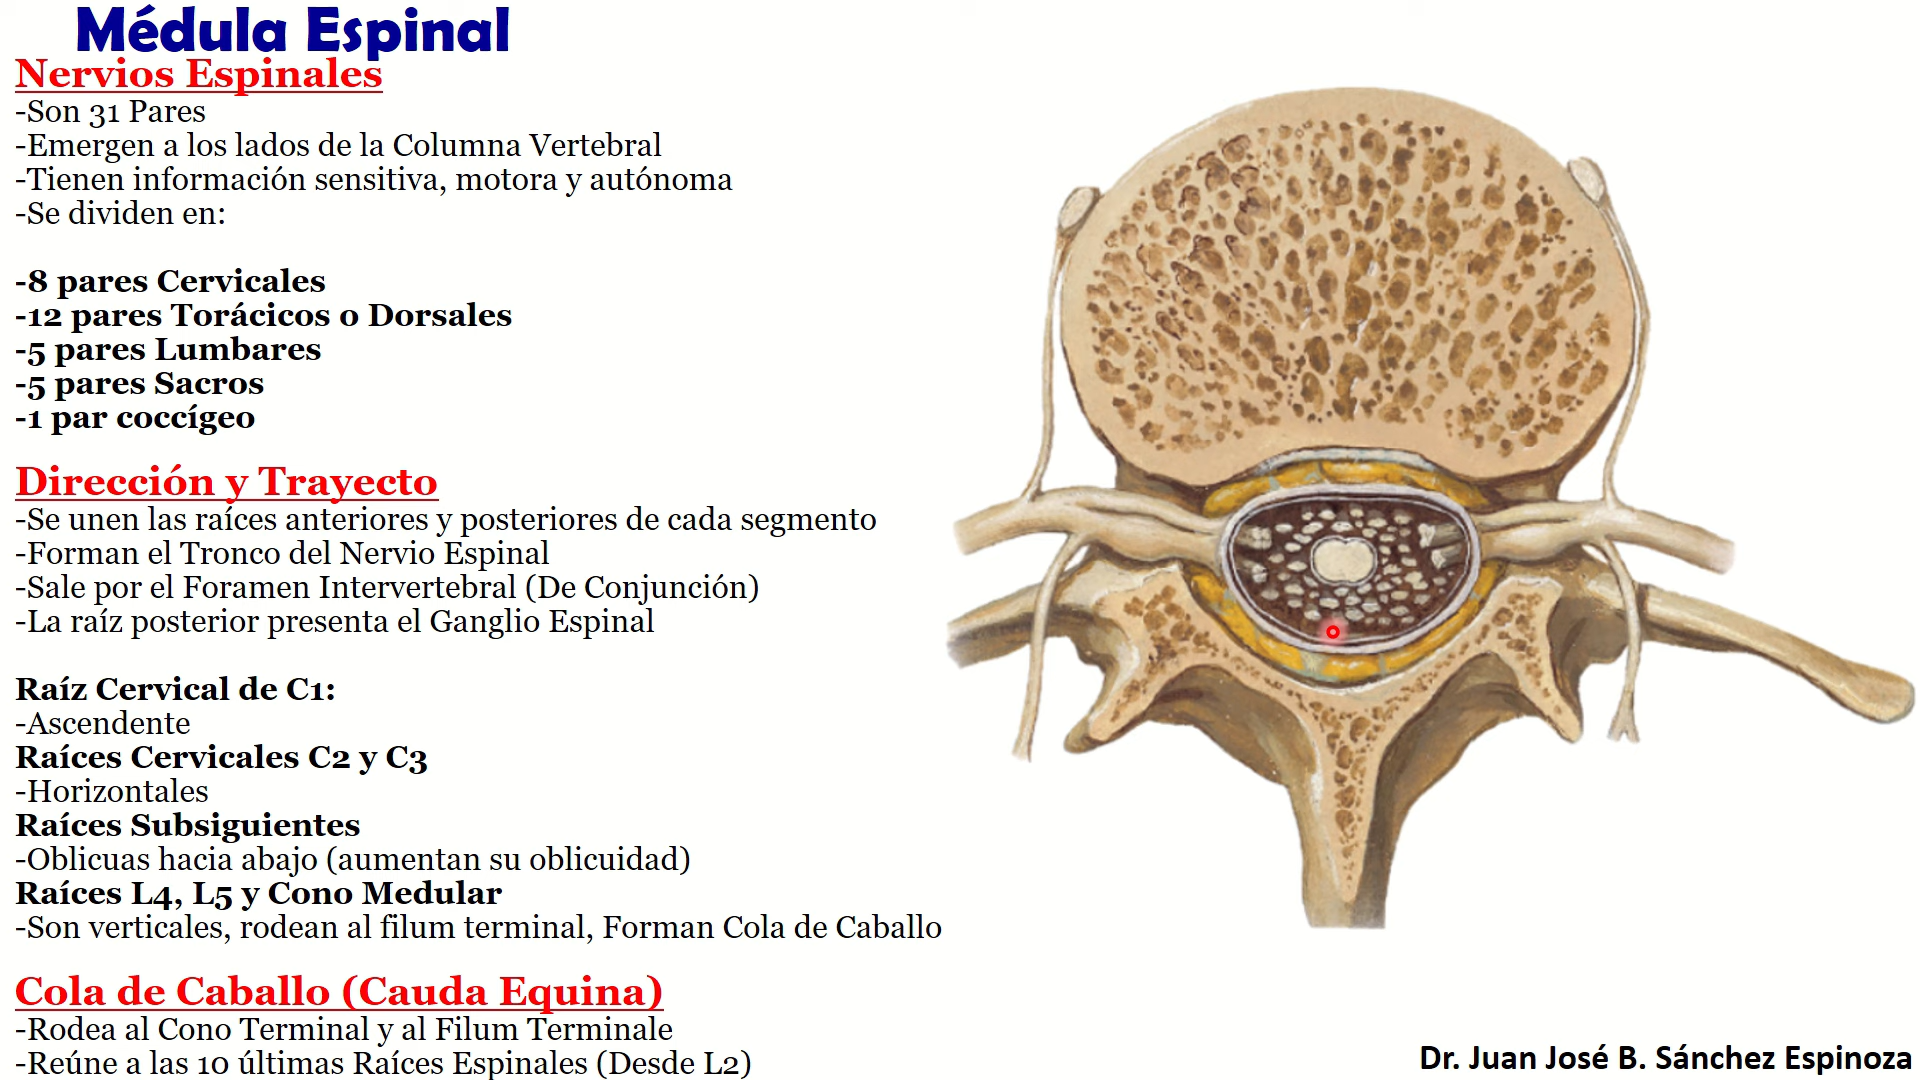 Médula Espinal
Nervios Espinales
-Son 31 Pares
-Emergen a los lados de la Columna Vertebral
-Tienen información sensitiva, motora y autónoma
-Se dividen en:
-8 pares Cervicales
-12 pares Torácicos o Dorsales
-5 pares Lumbares
-5 pares Sacros
-1 par coccígeo
Dirección y Trayecto
-Se unen las raíces anteriores y posteriores de cada segmento
-Forman el Tronco del Nervio Espinal
-Sale por el Foramen Intervertebral (De Conjunción)
-La raíz posterior presenta el Ganglio Espinal
Raíz Cervical de C1:
-Ascendente
Raíces Cervicales C2 y C3
-Horizontales
Raíces Subsiguientes
-Oblicuas hacia abajo (aumentan su oblicuidad)
Raíces L4, L5 y Cono Medular
-Son verticales, rodean al filum terminal, Forman Cola de Caballo
Cola de Caballo (Cauda Equina)
-Rodea al Cono Terminal y al Filum Terminale
-Reúne a las 10 últimas Raíces Espinales (Desde L2)
Dr. Juan José B. Sánchez Espinoza